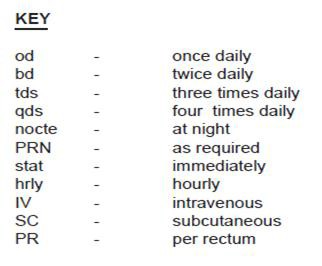 KEY
od - once daily
bd - twice daily
tds - three times daily
qds - four times daily
nocte - at night
PRN - as required
stat - immediately
hrly - hourly
IV - intravenous
SC - subcutaneous
PR - per rectum